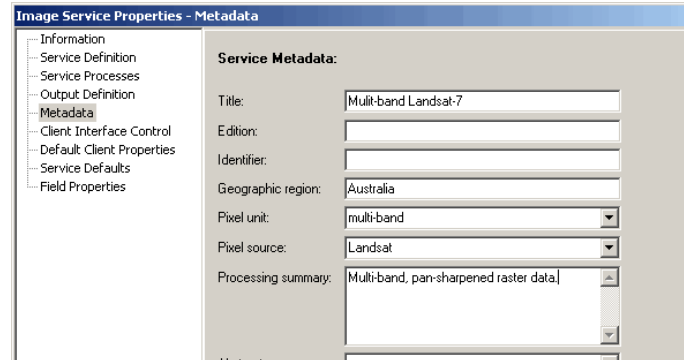 Image Service Properties - Metadata
Information
Service Definition
Service Processes
Output Definition
Metadata
Client Interface Control
Default Client Properties
Service Defaults
Field Properties
Service Metadata:
Title: Mulit-band Landsat-7
Edition:
Identifier:
Geographic region: Australia
Pixel unit: multi-band
Pixel source: Landsat
Processing summary: Multi-band, pan-sharpened raster data.